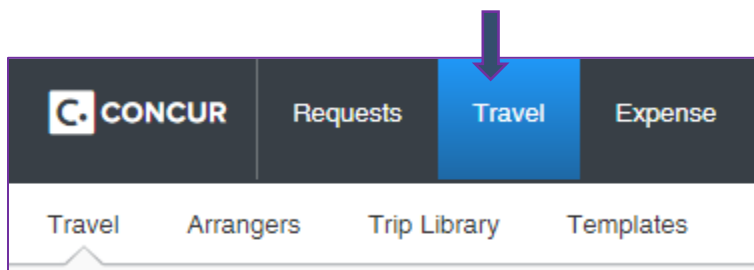 C. CONCUR Requests Travel Expense
Travel Arrangers Trip Library Templates